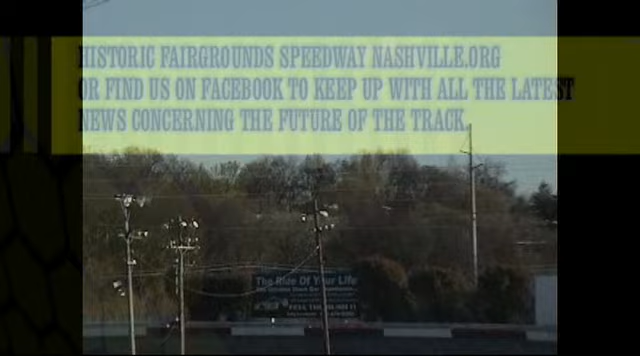 HISTORIC FAIRGROUNDS SPEEDWAY NASHVILLE.ORG
OR FIND US ON FACEBOOK TO KEEP UP WITH ALL THE LATEST
NEWS CONCERNING THE FUTURE OF THE TRACK.
The Ride Of Your Life